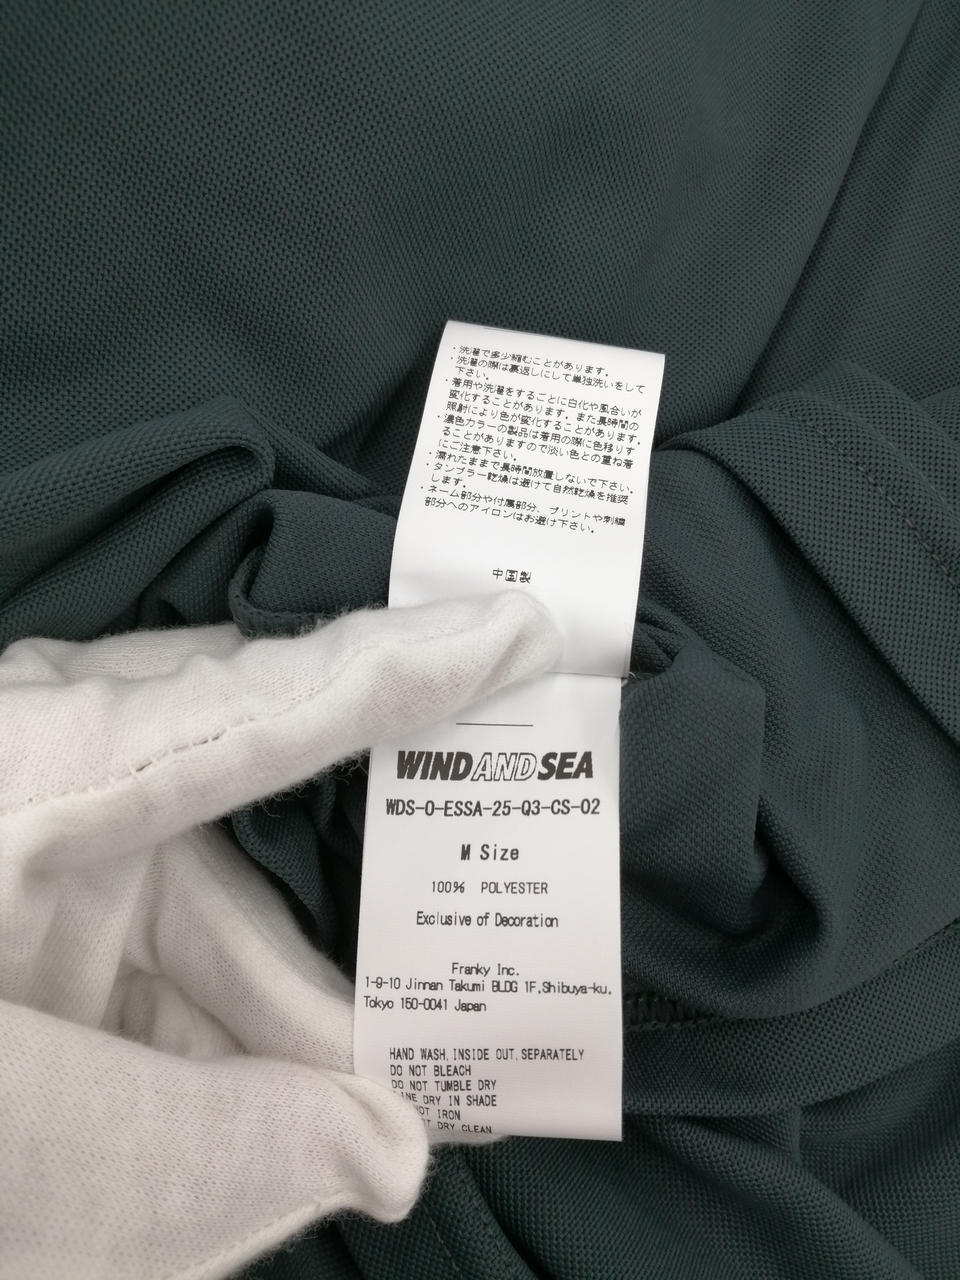 ・洗濯で多少縮むことがあります。
・洗濯の際は裏返しにして単独洗いをして
下さい。
・着用や洗濯をするごとに白化や風合いが
変化することがあります。また長時間の
照射により色が変化することがあります。
・濃色カラーの製品は着用の際に色移りす
ることがありますので淡い色との重ね着
にご注意下さい。
・濡れたままで長時間放置しないで下さい。
・タンブラー乾燥は避けて自然乾燥を推奨
します。
・ネーム部分や付属部分、プリントや刺繍
部分へのアイロンはお避け下さい。
中国製
WINDANDSEA
WDS-O-ESSA-25-Q3-CS-02
M Size
100% POLYESTER
Exclusive of Decoration
Franky Inc.
1-9-10 Jinnan Takumi BLDG 1F,Shibuya-ku,
Tokyo 150-0041 Japan
HAND WASH, INSIDE OUT, SEPARATELY
DO NOT BLEACH
DO NOT TUMBLE DRY
LINE DRY IN SHADE
NOT IRON
DRY CLEAN